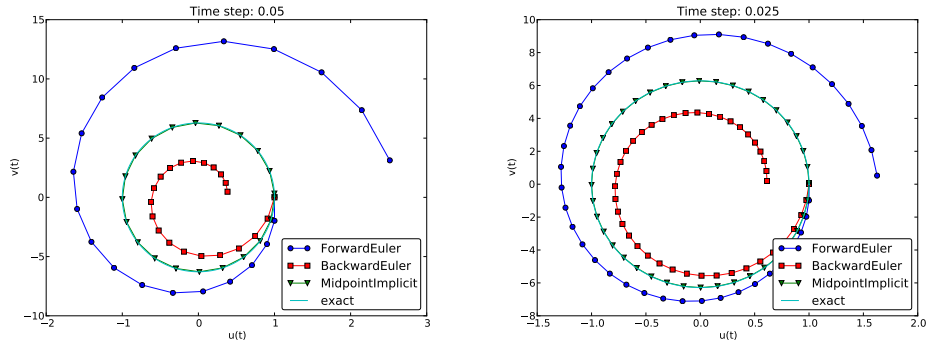 Time step: 0.05
15
10
5
0
−5
−10
v(t)
−2
−1
0
1
2
3
u(t)
ForwardEuler
BackwardEuler
MidpointImplicit
exact
Time step: 0.025
10
8
6
4
2
0
−2
−4
−6
−8
v(t)
−1.5
−1.0
−0.5
0.0
0.5
1.0
1.5
2.0
u(t)
ForwardEuler
BackwardEuler
MidpointImplicit
exact